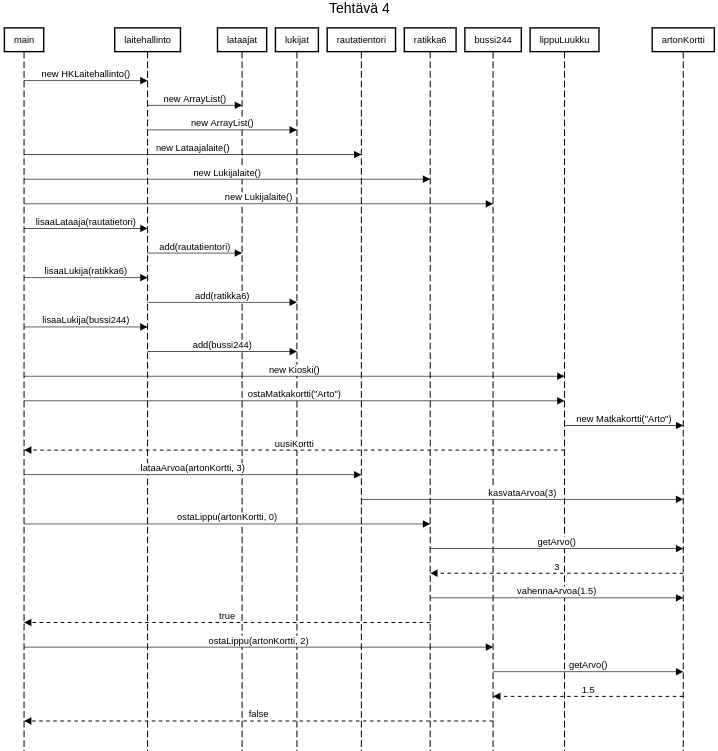 Tehtävä 4
main
laitehallinto
lataajat
lukijat
rautatientori
ratikka6
bussi244
lippuLuukku
artonKortti
new HKLaitehallinto()
new ArrayList()
new ArrayList()
new Lataajalaite()
new Lukijalaite()
new Lukijalaite()
lisaaLataaja(rautatietori)
add(rautatientori)
lisaaLukija(ratikka6)
add(ratikka6)
lisaaLukija(bussi244)
add(bussi244)
new Kioski()
ostaMatkakortti("Arto")
new Matkakortti("Arto")
uusiKortti
lataaArvoa(artonKortti, 3)
kasvataArvoa(3)
ostaLippu(artonKortti, 0)
getArvo()
3
vahennaArvoa(1.5)
true
ostaLippu(artonKortti, 2)
getArvo()
1.5
false